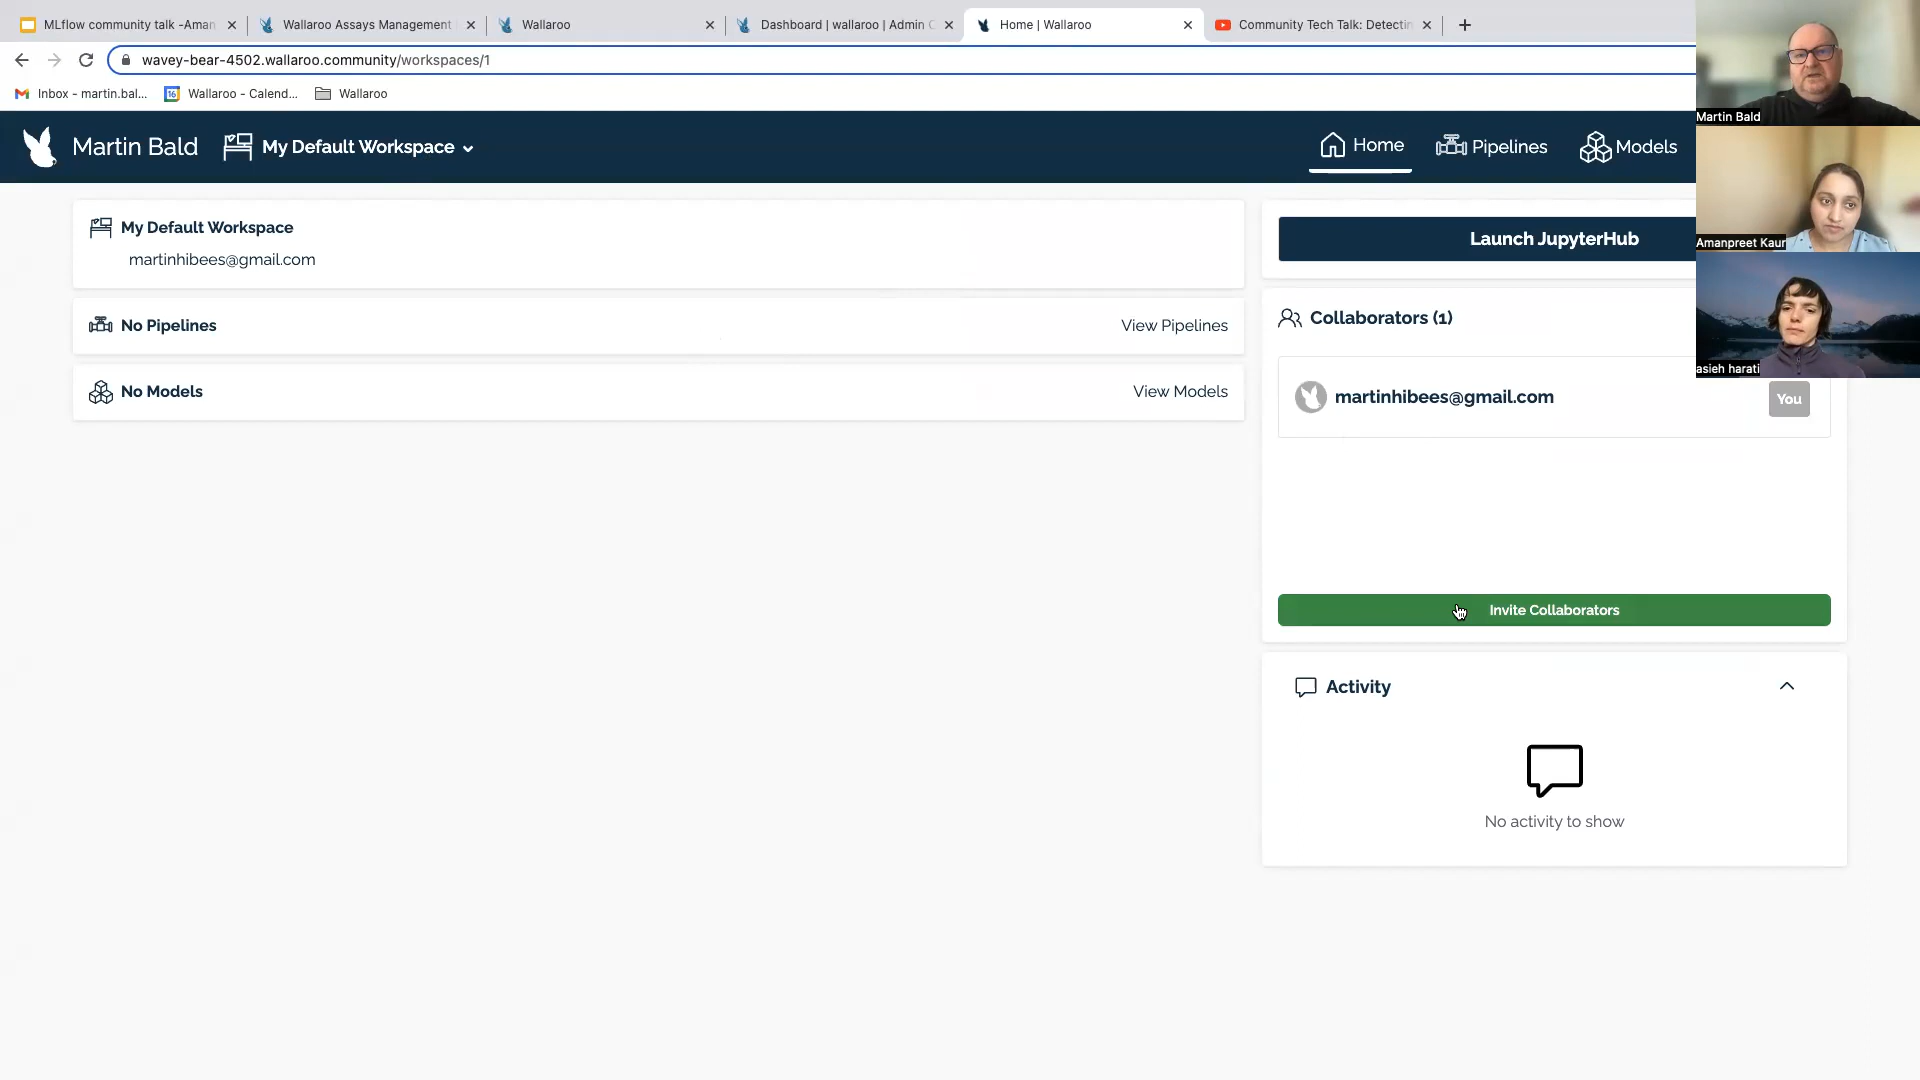 MLflow community talk -Aman
Wallaroo Assays Management
Wallaroo
Dashboard | wallaroo | Admin C
Home | Wallaroo
Community Tech Talk: Detectin
wavey-bear-4502.wallaroo.community/workspaces/1
Inbox - martin.bal...
16
Wallaroo - Calend...
Wallaroo
Martin Bald
My Default Workspace
Home
Pipelines
Models
Martin Bald
Amanpreet Kaur
asieh harati
My Default Workspace
martinhibees@gmail.com
No Pipelines
View Pipelines
No Models
View Models
Launch JupyterHub
Collaborators (1)
martinhibees@gmail.com
You
Invite Collaborators
Activity
No activity to show